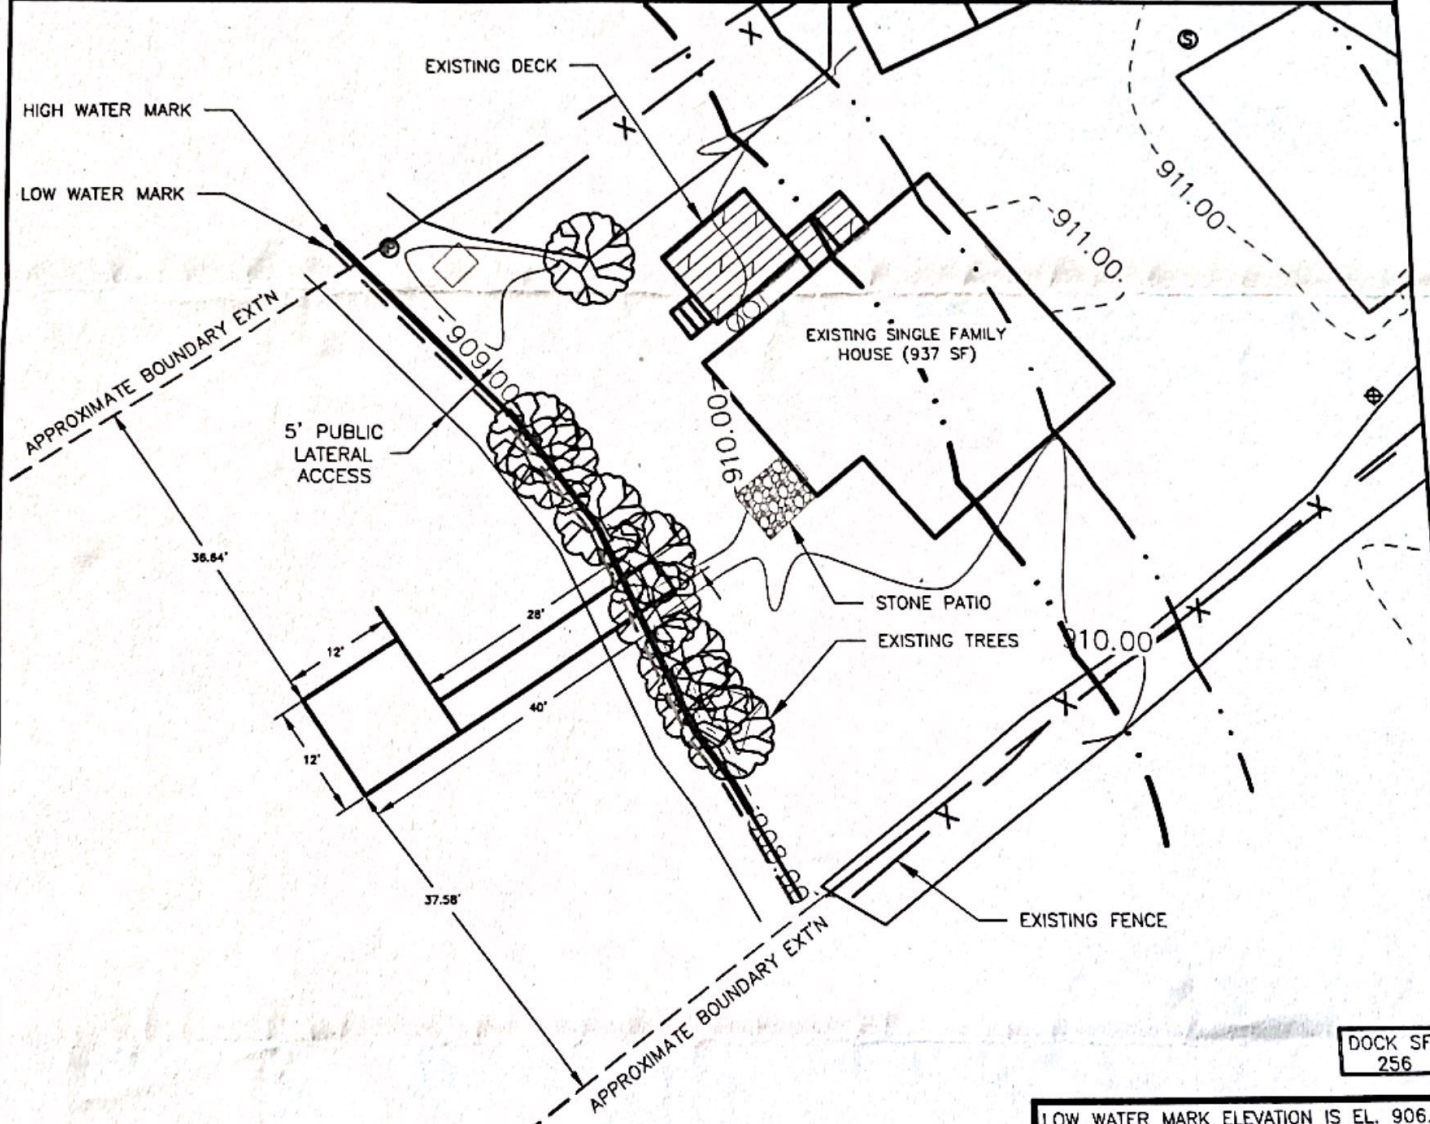 EXISTING DECK
HIGH WATER MARK
LOW WATER MARK
911.00
911.00
APPROXIMATE BOUNDARY EXT'N
EXISTING SINGLE FAMILY
HOUSE (937 SF)
909.00
910.00
5' PUBLIC
LATERAL
ACCESS
36.64'
28'
STONE PATIO
EXISTING TREES
910.00
12'
40'
12'
37.58'
EXISTING FENCE
APPROXIMATE BOUNDARY EXT'N
DOCK SF
256
LOW WATER MARK ELEVATION IS EL. 906.
X
X
X
X
X
X
S
P